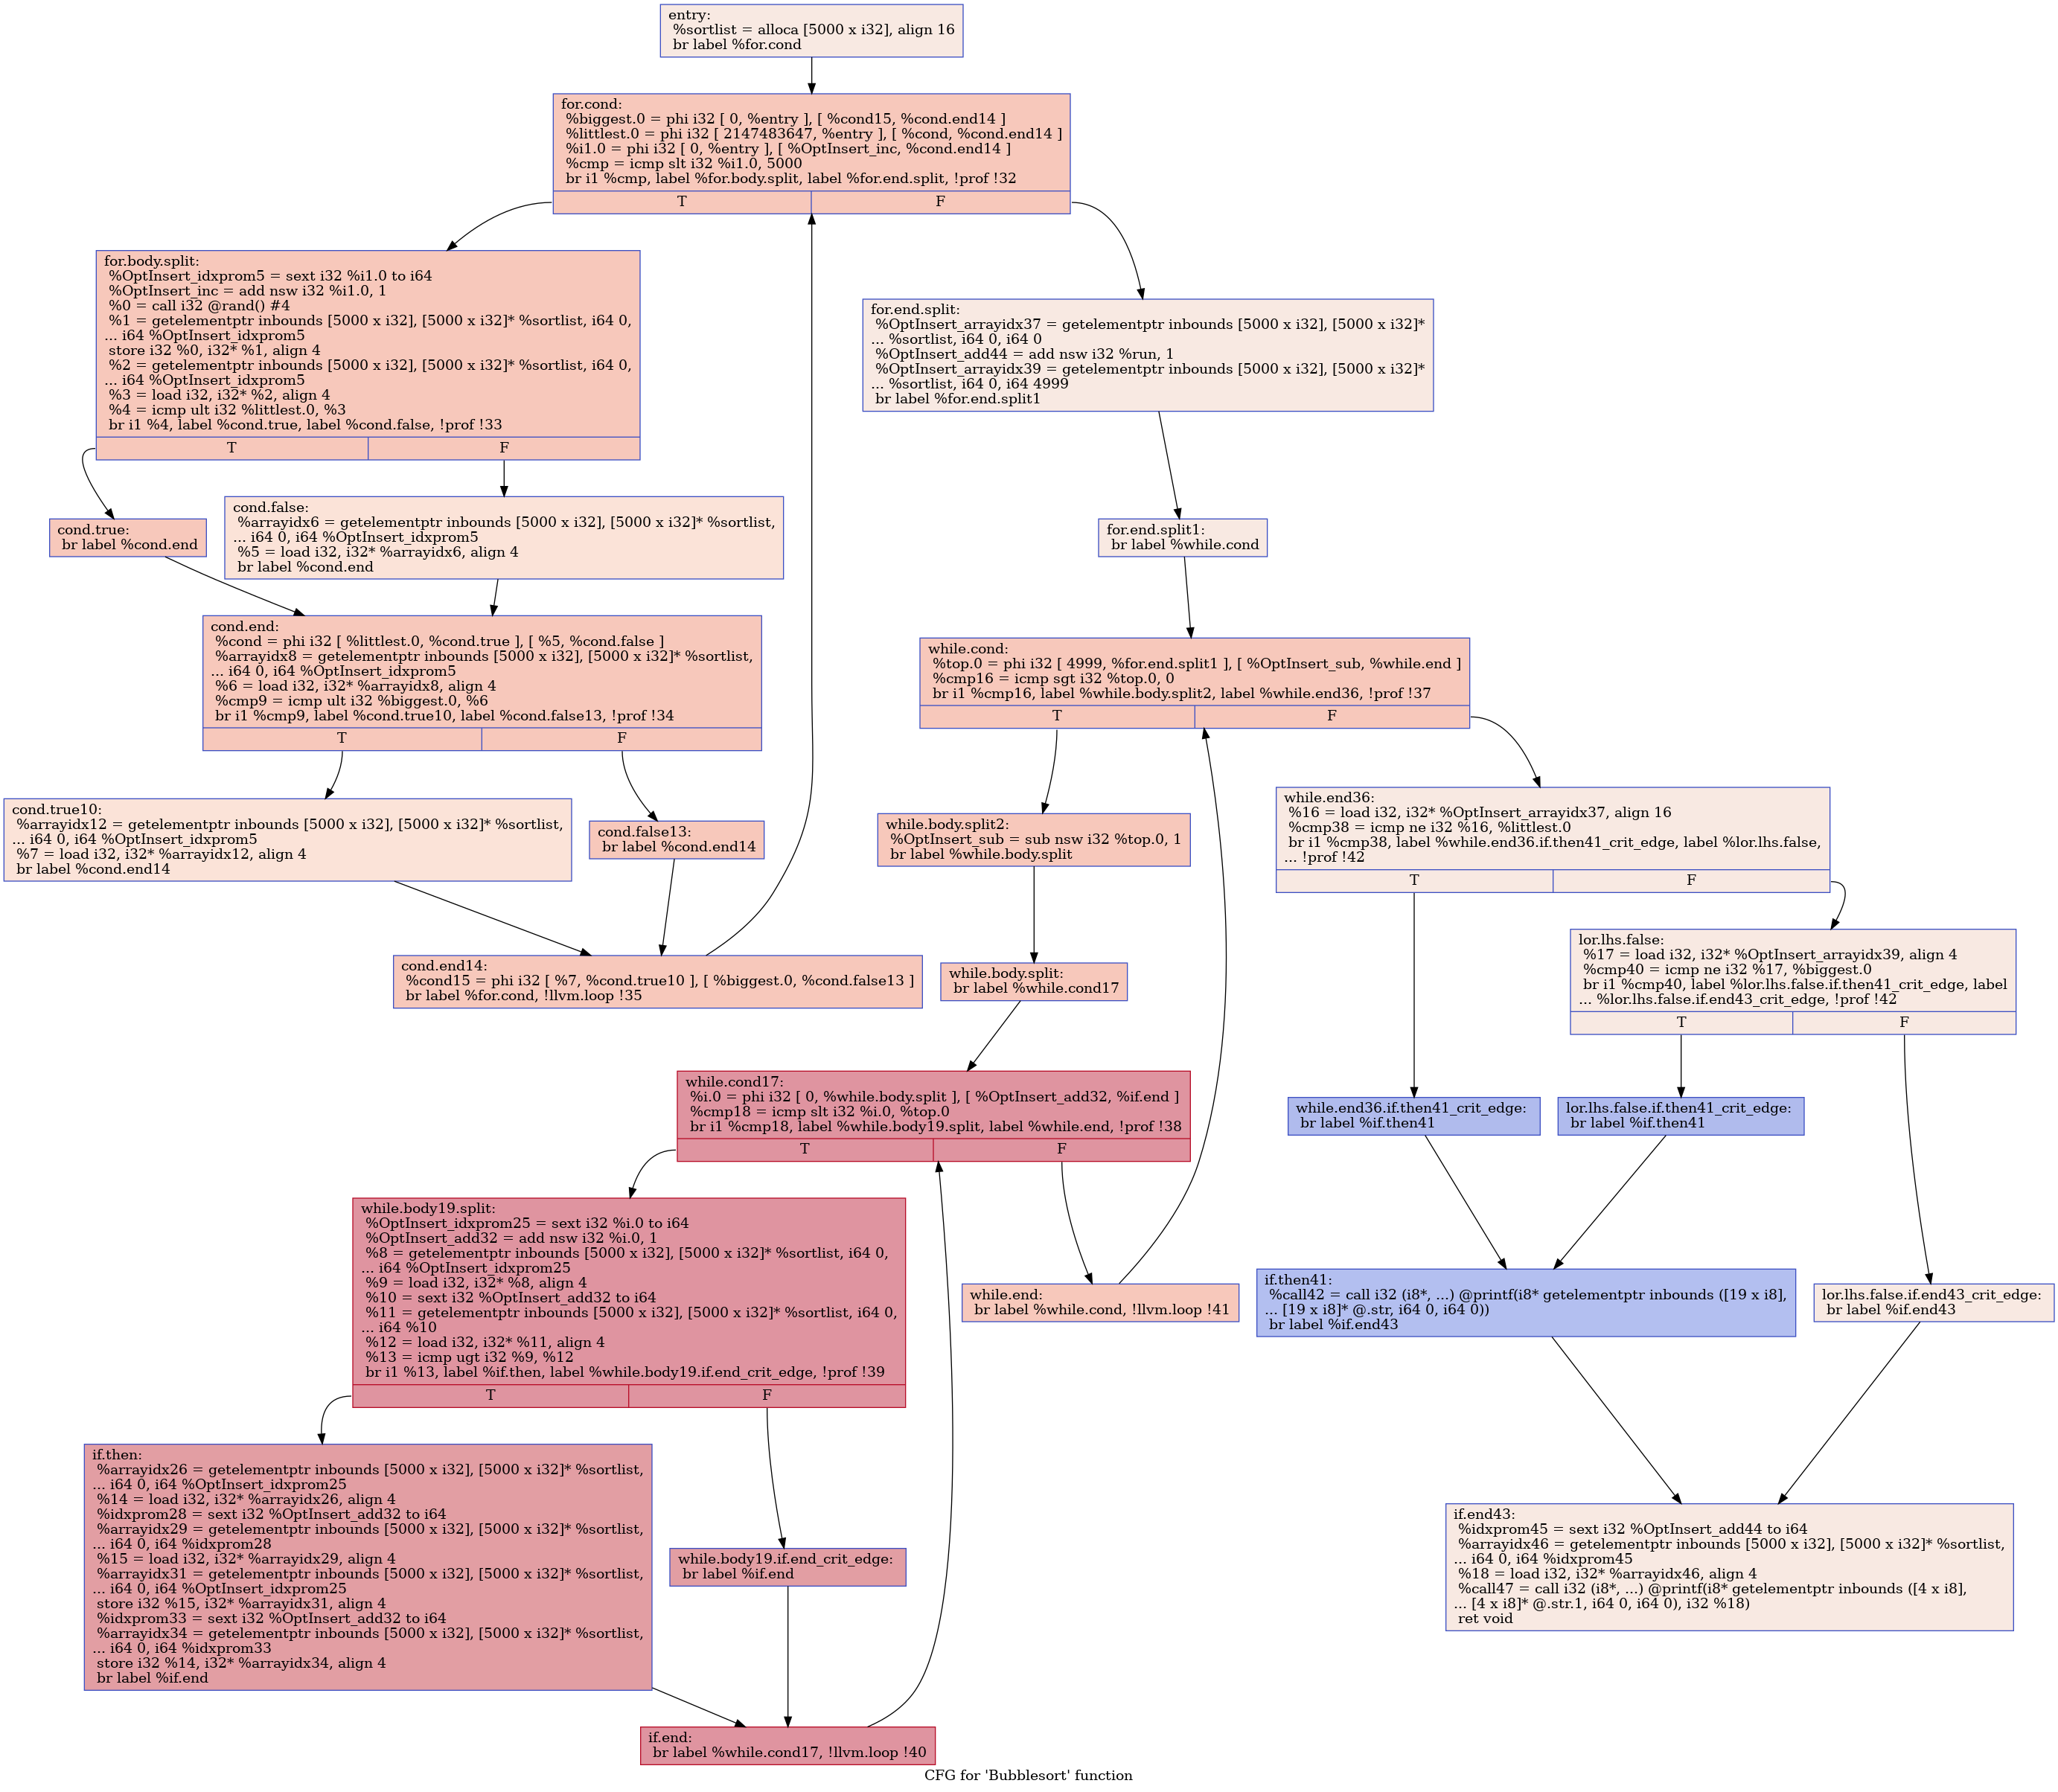 entry:
%sortlist = alloca [5000 x i32], align 16
br label %for.cond
for.cond:
%biggest.0 = phi i32 [ 0, %entry ], [ %cond15, %cond.end14 ]
%littlest.0 = phi i32 [ 2147483647, %entry ], [ %cond, %cond.end14 ]
%i1.0 = phi i32 [ 0, %entry ], [ %OptInsert_inc, %cond.end14 ]
%cmp = icmp slt i32 %i1.0, 5000
br i1 %cmp, label %for.body.split, label %for.end.split, !prof !32
T
F
for.body.split:
%OptInsert_idxprom5 = sext i32 %i1.0 to i64
%OptInsert_inc = add nsw i32 %i1.0, 1
%0 = call i32 @rand() #4
%1 = getelementptr inbounds [5000 x i32], [5000 x i32]* %sortlist, i64 0,
... i64 %OptInsert_idxprom5
store i32 %0, i32* %1, align 4
%2 = getelementptr inbounds [5000 x i32], [5000 x i32]* %sortlist, i64 0,
... i64 %OptInsert_idxprom5
%3 = load i32, i32* %2, align 4
%4 = icmp ult i32 %littlest.0, %3
br i1 %4, label %cond.true, label %cond.false, !prof !33
T
F
for.end.split:
%OptInsert_arrayidx37 = getelementptr inbounds [5000 x i32], [5000 x i32]*
... %sortlist, i64 0, i64 0
%OptInsert_add44 = add nsw i32 %run, 1
%OptInsert_arrayidx39 = getelementptr inbounds [5000 x i32], [5000 x i32]*
... %sortlist, i64 0, i64 4999
br label %for.end.split1
cond.true:
br label %cond.end
cond.false:
%arrayidx6 = getelementptr inbounds [5000 x i32], [5000 x i32]* %sortlist,
... i64 0, i64 %OptInsert_idxprom5
%5 = load i32, i32* %arrayidx6, align 4
br label %cond.end
for.end.split1:
br label %while.cond
cond.end:
%cond = phi i32 [ %littlest.0, %cond.true ], [ %5, %cond.false ]
%arrayidx8 = getelementptr inbounds [5000 x i32], [5000 x i32]* %sortlist,
... i64 0, i64 %OptInsert_idxprom5
%6 = load i32, i32* %arrayidx8, align 4
%cmp9 = icmp ult i32 %biggest.0, %6
br i1 %cmp9, label %cond.true10, label %cond.false13, !prof !34
T
F
while.cond:
%top.0 = phi i32 [ 4999, %for.end.split1 ], [ %OptInsert_sub, %while.end ]
%cmp16 = icmp sgt i32 %top.0, 0
br i1 %cmp16, label %while.body.split2, label %while.end36, !prof !37
T
F
cond.true10:
%arrayidx12 = getelementptr inbounds [5000 x i32], [5000 x i32]* %sortlist,
... i64 0, i64 %OptInsert_idxprom5
%7 = load i32, i32* %arrayidx12, align 4
br label %cond.end14
cond.false13:
br label %cond.end14
while.body.split2:
%OptInsert_sub = sub nsw i32 %top.0, 1
br label %while.body.split
while.end36:
%16 = load i32, i32* %OptInsert_arrayidx37, align 16
%cmp38 = icmp ne i32 %16, %littlest.0
br i1 %cmp38, label %while.end36.if.then41_crit_edge, label %lor.lhs.false,
... !prof !42
T
F
cond.end14:
%cond15 = phi i32 [ %7, %cond.true10 ], [ %biggest.0, %cond.false13 ]
br label %for.cond, !llvm.loop !35
while.body.split:
br label %while.cond17
lor.lhs.false:
%17 = load i32, i32* %OptInsert_arrayidx39, align 4
%cmp40 = icmp ne i32 %17, %biggest.0
br i1 %cmp40, label %lor.lhs.false.if.then41_crit_edge, label
... %lor.lhs.false.if.end43_crit_edge, !prof !42
T
F
while.cond17:
%i.0 = phi i32 [ 0, %while.body.split ], [ %OptInsert_add32, %if.end ]
%cmp18 = icmp slt i32 %i.0, %top.0
br i1 %cmp18, label %while.body19.split, label %while.end, !prof !38
T
F
while.end36.if.then41_crit_edge:
br label %if.then41
lor.lhs.false.if.then41_crit_edge:
br label %if.then41
while.body19.split:
%OptInsert_idxprom25 = sext i32 %i.0 to i64
%OptInsert_add32 = add nsw i32 %i.0, 1
%8 = getelementptr inbounds [5000 x i32], [5000 x i32]* %sortlist, i64 0,
... i64 %OptInsert_idxprom25
%9 = load i32, i32* %8, align 4
%10 = sext i32 %OptInsert_add32 to i64
%11 = getelementptr inbounds [5000 x i32], [5000 x i32]* %sortlist, i64 0,
... i64 %10
%12 = load i32, i32* %11, align 4
%13 = icmp ugt i32 %9, %12
br i1 %13, label %if.then, label %while.body19.if.end_crit_edge, !prof !39
T
F
while.end:
br label %while.cond, !llvm.loop !41
if.then41:
%call42 = call i32 (i8*, ...) @printf(i8* getelementptr inbounds ([19 x i8],
... [19 x i8]* @.str, i64 0, i64 0))
br label %if.end43
lor.lhs.false.if.end43_crit_edge:
br label %if.end43
if.then:
%arrayidx26 = getelementptr inbounds [5000 x i32], [5000 x i32]* %sortlist,
... i64 0, i64 %OptInsert_idxprom25
%14 = load i32, i32* %arrayidx26, align 4
%idxprom28 = sext i32 %OptInsert_add32 to i64
%arrayidx29 = getelementptr inbounds [5000 x i32], [5000 x i32]* %sortlist,
... i64 0, i64 %idxprom28
%15 = load i32, i32* %arrayidx29, align 4
%arrayidx31 = getelementptr inbounds [5000 x i32], [5000 x i32]* %sortlist,
... i64 0, i64 %OptInsert_idxprom25
store i32 %15, i32* %arrayidx31, align 4
%idxprom33 = sext i32 %OptInsert_add32 to i64
%arrayidx34 = getelementptr inbounds [5000 x i32], [5000 x i32]* %sortlist,
... i64 0, i64 %idxprom33
store i32 %14, i32* %arrayidx34, align 4
br label %if.end
while.body19.if.end_crit_edge:
br label %if.end
if.end43:
%idxprom45 = sext i32 %OptInsert_add44 to i64
%arrayidx46 = getelementptr inbounds [5000 x i32], [5000 x i32]* %sortlist,
... i64 0, i64 %idxprom45
%18 = load i32, i32* %arrayidx46, align 4
%call47 = call i32 (i8*, ...) @printf(i8* getelementptr inbounds ([4 x i8],
... [4 x i8]* @.str.1, i64 0, i64 0), i32 %18)
ret void
if.end:
br label %while.cond17, !llvm.loop !40
CFG for 'Bubblesort' function